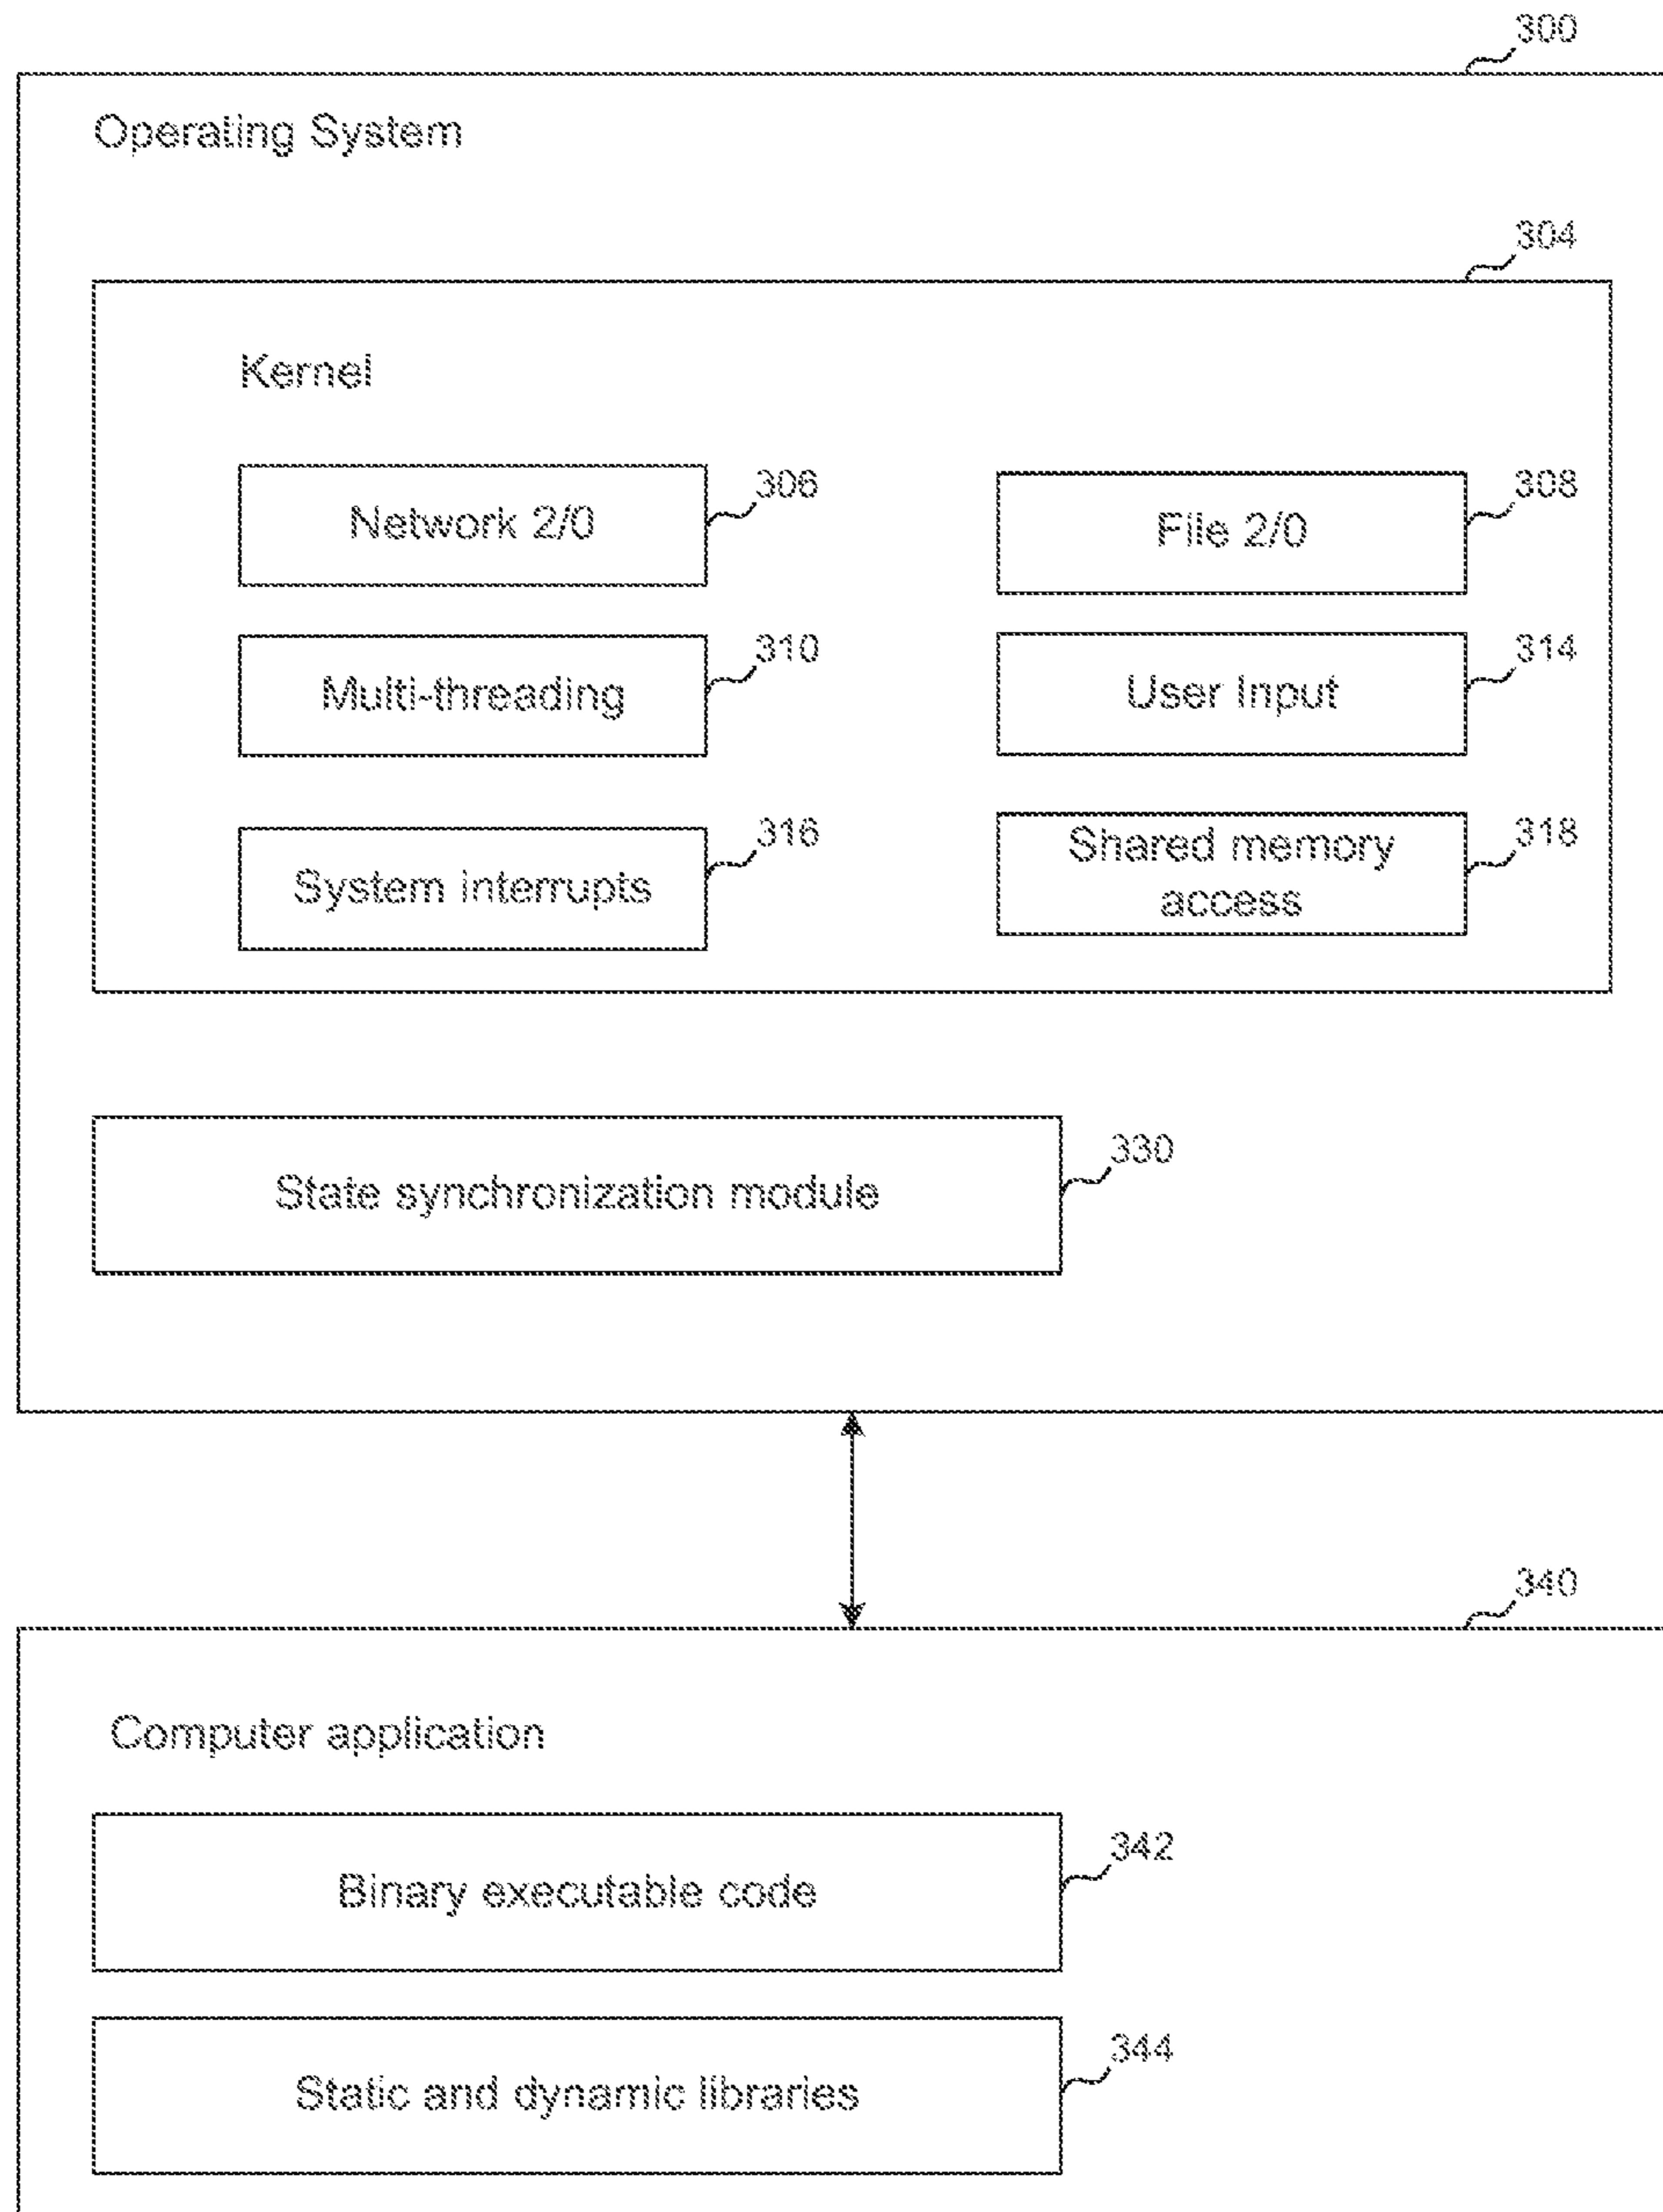 300
Operating System
304
Kernel
306
Network 2/0
308
File 2/0
310
Multi-threading
314
User Input
316
System interrupts
318
Shared memory
access
330
State synchronization module
340
Computer application
342
Binary executable code
344
Static and dynamic libraries